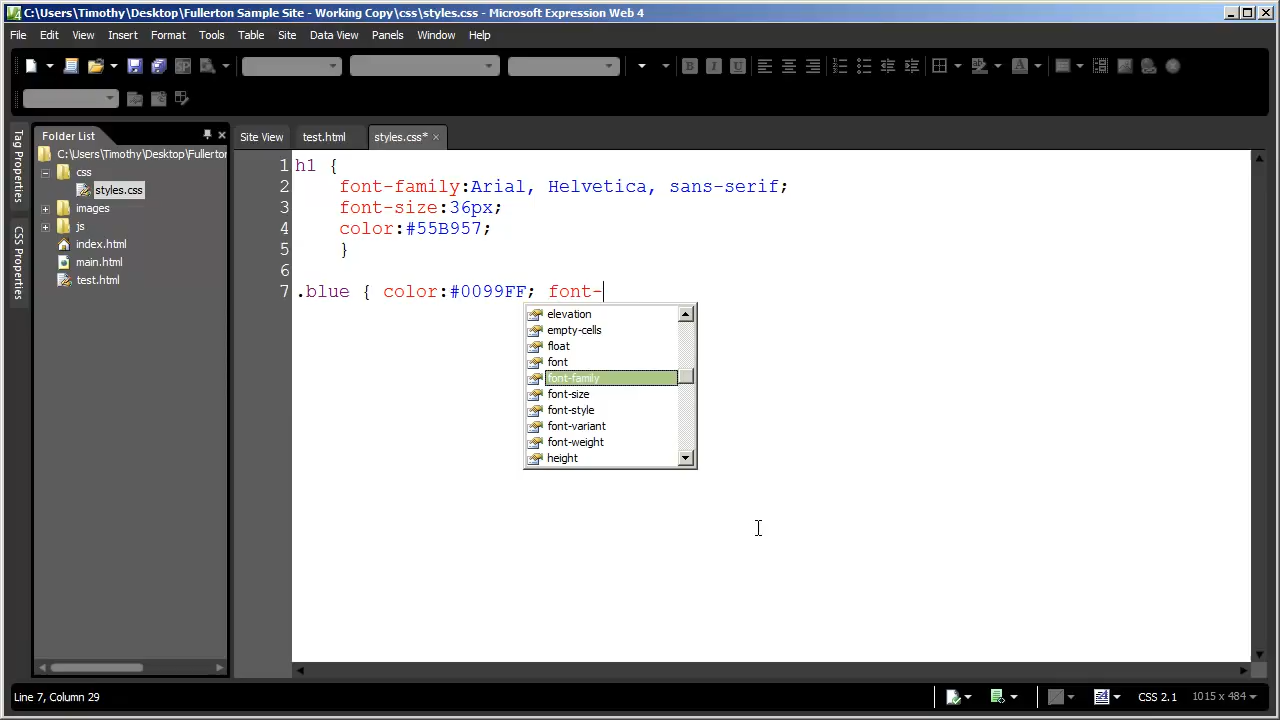 C:\Users\Timothy\Desktop\Fullerton Sample Site - Working Copy\css\styles.css - Microsoft Expression Web 4
File Edit View Insert Format Tools Table Site Data View Panels Window Help
Folder List
Site View test.html styles.css*
Tag Properties
CSS Properties
C:\Users\Timothy\Desktop\Fullerton
css
styles.css
images
js
index.html
main.html
test.html
1 h1 {
2 font-family:Arial, Helvetica, sans-serif;
3 font-size:36px;
4 color:#55B957;
5 }
6
7 .blue { color:#0099FF; font-
elevation
empty-cells
float
font
font-family
font-size
font-style
font-variant
font-weight
height
Line 7, Column 29
CSS 2.1 1015 x 484